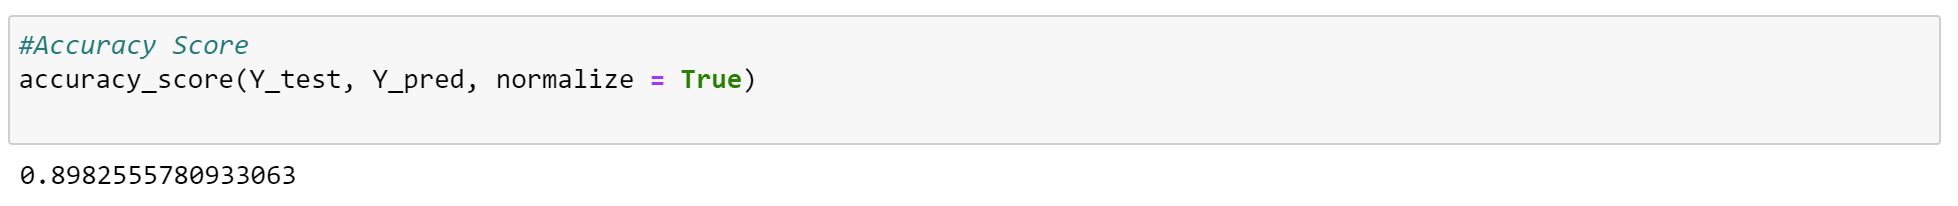 #Accuracy Score
accuracy_score(Y_test, Y_pred, normalize = True)
0.8982555780933063